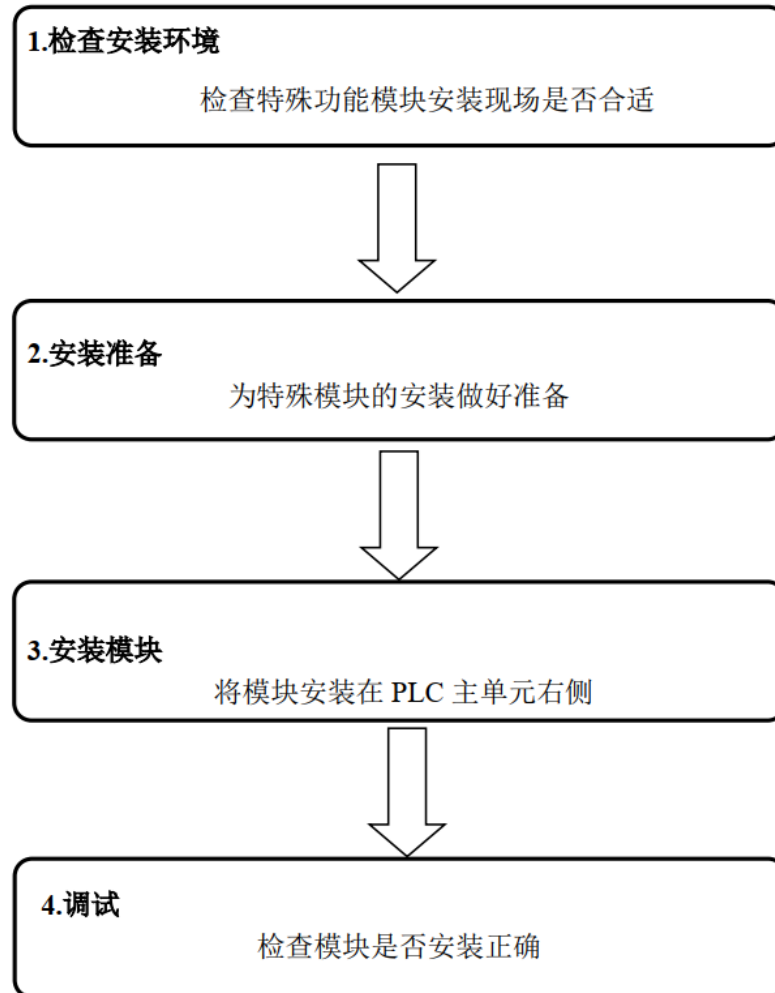 1.检查安装环境
检查特殊功能模块安装现场是否合适
2.安装准备
为特殊模块的安装做好准备
3.安装模块
将模块安装在 PLC 主单元右侧
4.调试
检查模块是否安装正确